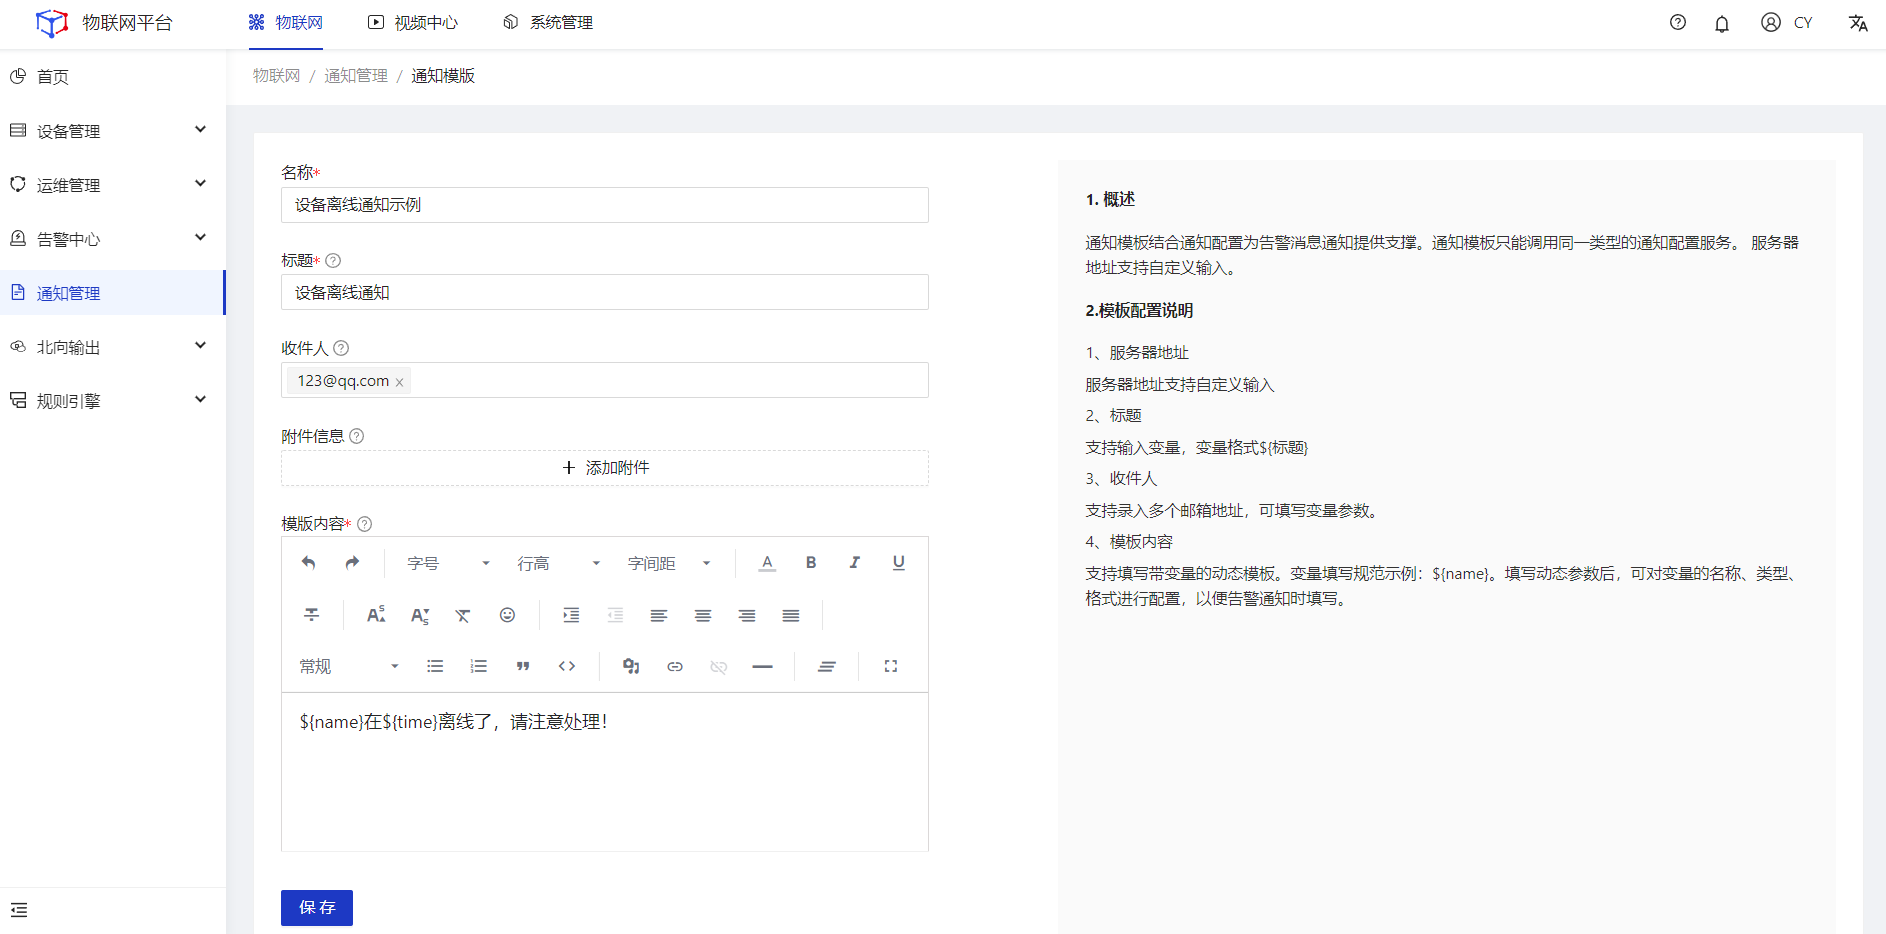 物联网平台
物联网
视频中心
系统管理
CY
首页
设备管理
运维管理
告警中心
通知管理
北向输出
规则引擎
物联网 / 通知管理 / 通知模版
名称*
设备离线通知示例
标题*
设备离线通知
收件人
123@qq.com x
附件信息
+ 添加附件
模版内容*
字号 行高 字间距 A B I U
常规
${name}在${time}离线了，请注意处理！
保 存
1. 概述
通知模板结合通知配置为告警消息通知提供支撑。通知模板只能调用同一类型的通知配置服务。 服务器
地址支持自定义输入。
2.模板配置说明
1、服务器地址
服务器地址支持自定义输入
2、标题
支持输入变量，变量格式${标题}
3、收件人
支持录入多个邮箱地址，可填写变量参数。
4、模板内容
支持填写带变量的动态模板。变量填写规范示例：${name}。填写动态参数后，可对变量的名称、类型、
格式进行配置，以便告警通知时填写。